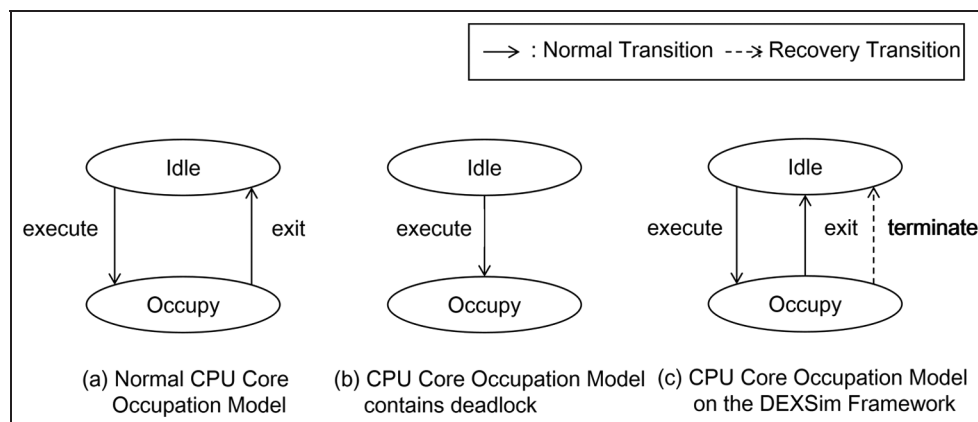 : Normal Transition : Recovery Transition
Idle
execute
exit
Occupy
(a) Normal CPU Core
Occupation Model
Idle
execute
Occupy
(b) CPU Core Occupation Model
contains deadlock
Idle
execute
exit
terminate
Occupy
(c) CPU Core Occupation Model
on the DEXSim Framework